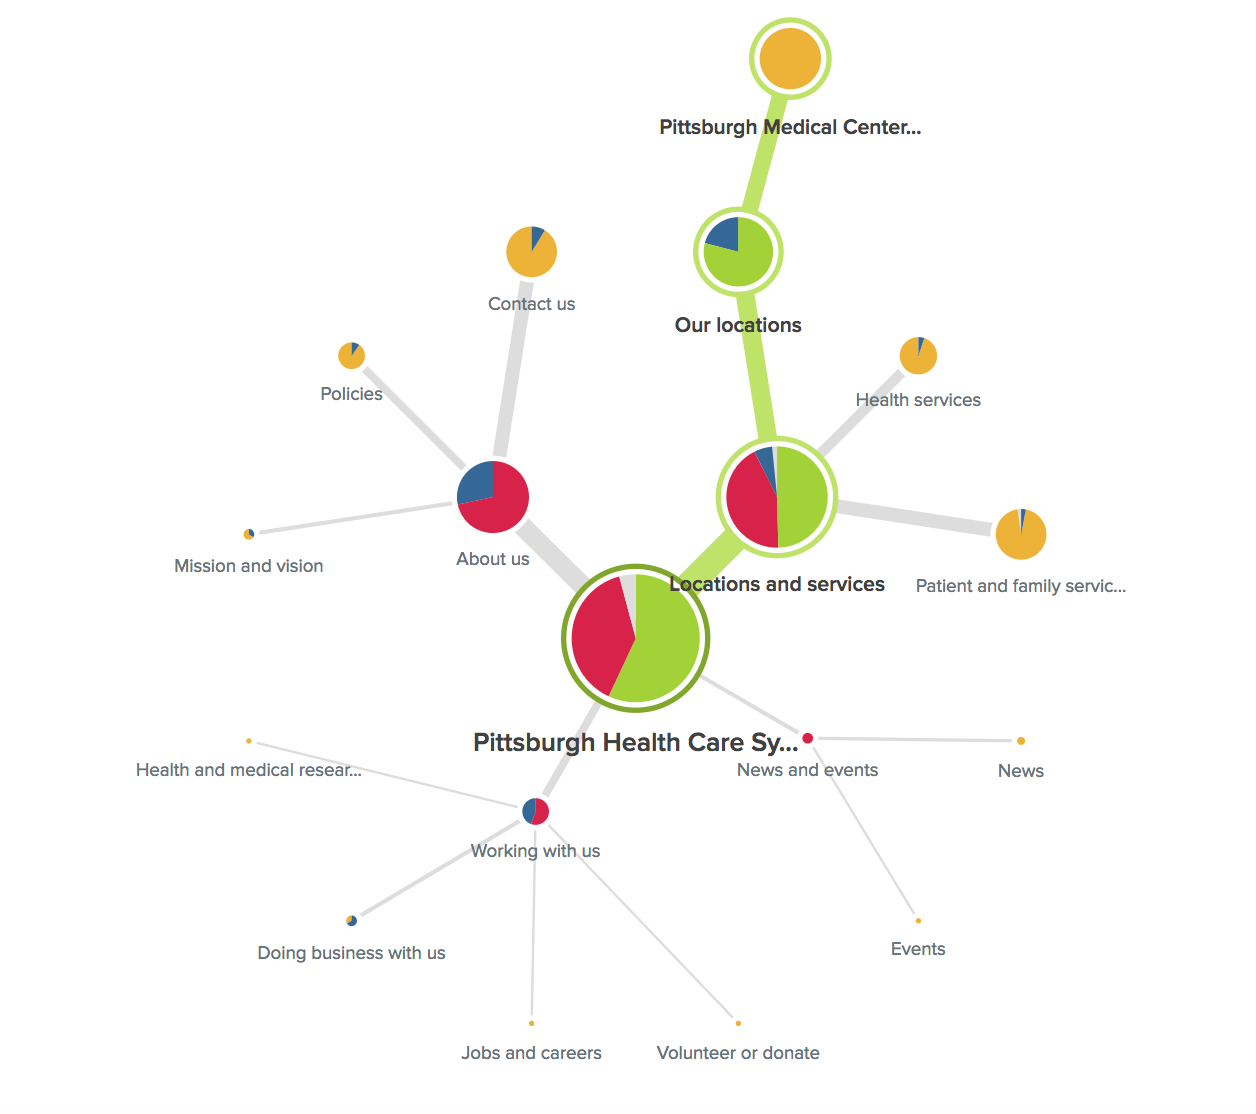 Pittsburgh Medical Center...
Contact us
Our locations
Policies
Health services
About us
Mission and vision
Locations and services
Patient and family servic...
Pittsburgh Health Care Sy...
Health and medical resear...
News and events
News
Working with us
Doing business with us
Events
Jobs and careers
Volunteer or donate